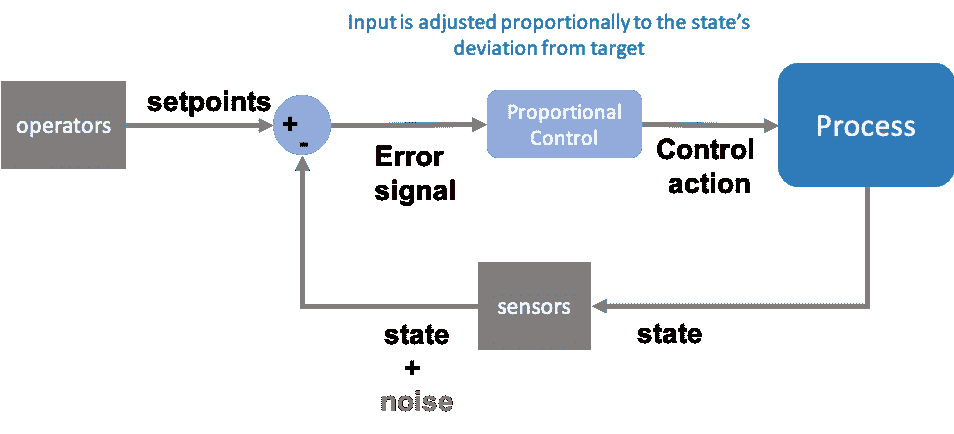 Input is adjusted proportionally to the state's
deviation from target
operators
setpoints
+
-
Error
signal
Proportional
Control
Control
action
Process
sensors
state
+
noise
state